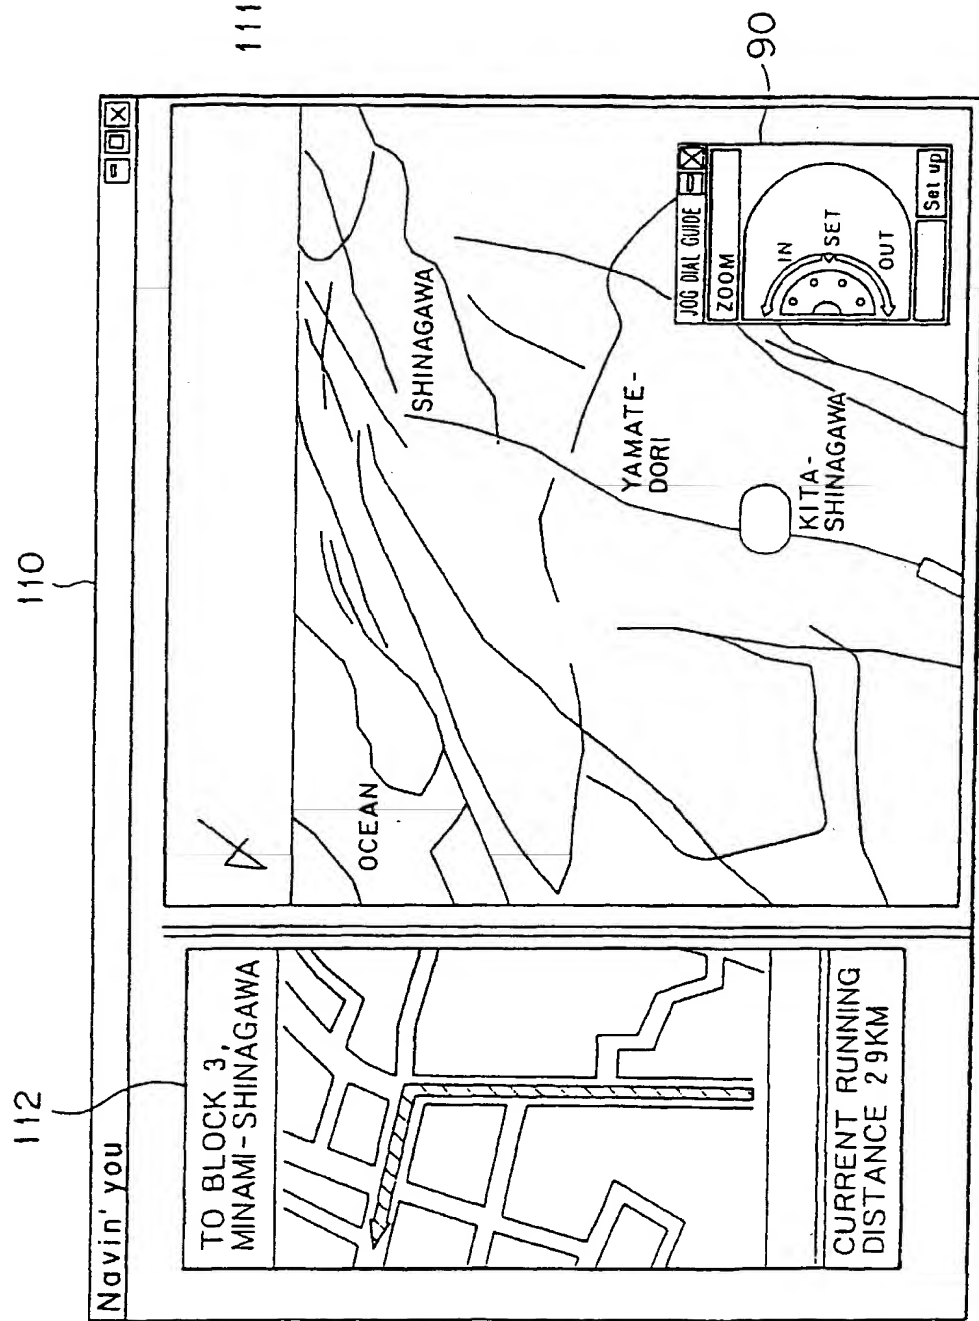 110
111
112
Navin' you
TO BLOCK 3,
MINAMI-SHINAGAWA
CURRENT RUNNING
DISTANCE 29KM
OCEAN
SHINAGAWA
YAMATE-
DORI
KITA-
SHINAGAWA
90
JOG DIAL GUIDE
ZOOM
IN
SET
OUT
Set up